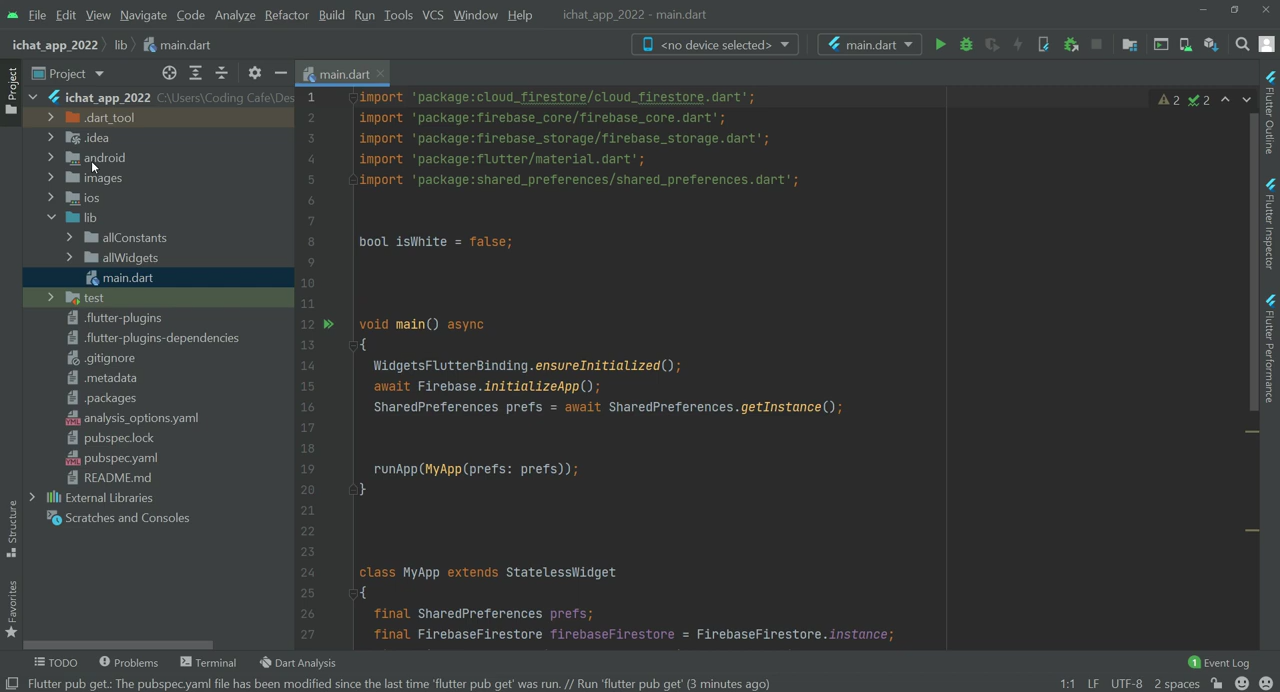 File Edit View Navigate Code Analyze Refactor Build Run Tools VCS Window Help ichat_app_2022 - main.dart
ichat_app_2022 lib main.dart <no device selected> main.dart
Project main.dart
ichat_app_2022 C:\Users\Coding Cafe\Des
.dart_tool
.idea
android
images
ios
lib
allConstants
allWidgets
main.dart
test
.flutter-plugins
.flutter-plugins-dependencies
.gitignore
.metadata
.packages
analysis_options.yaml
pubspec.lock
pubspec.yaml
README.md
External Libraries
Scratches and Consoles
Project
Structure
Favorites
1 import 'package:cloud_firestore/cloud_firestore.dart';
2 import 'package:firebase_core/firebase_core.dart';
3 import 'package:firebase_storage/firebase_storage.dart';
4 import 'package:flutter/material.dart';
5 import 'package:shared_preferences/shared_preferences.dart';
6
7
8 bool isWhite = false;
9
10
11
12 void main() async
13 {
14 WidgetsFlutterBinding.ensureInitialized();
15 await Firebase.initializeApp();
16 SharedPreferences prefs = await SharedPreferences.getInstance();
17
18
19 runApp(MyApp(prefs: prefs));
20 }
21
22
23
24 class MyApp extends StatelessWidget
25 {
26 final SharedPreferences prefs;
27 final FirebaseFirestore firebaseFirestore = FirebaseFirestore.instance;
2 2
Flutter Outline
Flutter Inspector
Flutter Performance
TODO Problems Terminal Dart Analysis 1 Event Log
Flutter pub get.: The pubspec.yaml file has been modified since the last time 'flutter pub get' was run. // Run 'flutter pub get' (3 minutes ago) 1:1 LF UTF-8 2 spaces